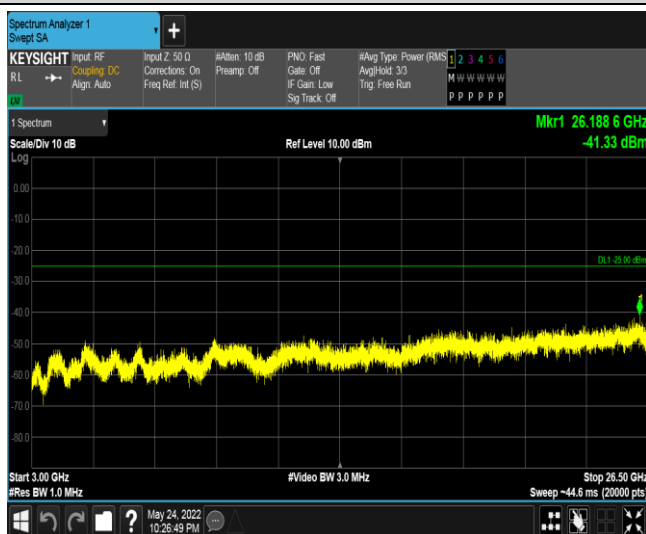 Spectrum Analyzer 1
Swept SA
+
KEYSIGHT
RL
Input: RF
Coupling: DC
Align: Auto
Input Z: 50 Ω
Corrections: On
Freq Ref: Int (S)
#Atten: 10 dB
Preamp: Off
PNO: Fast
Gate: Off
IF Gain: Low
Sig Track: Off
#Avg Type: Power (RMS
Avg|Hold: 3/3
Trig: Free Run
1 2 3 4 5 6
M W W W W W
P P P P P P
1 Spectrum
Mkr1 26.188 6 GHz
Scale/Div 10 dB
Ref Level 10.00 dBm
-41.33 dBm
Log
0.00
-10.0
-20.0
DL1 -25.00 dBm
-30.0
-40.0
-50.0
-60.0
-70.0
-80.0
Start 3.00 GHz
#Video BW 3.0 MHz
Stop 26.50 GHz
#Res BW 1.0 MHz
Sweep ~44.6 ms (20000 pts)
?
May 24, 2022
10:26:49 PM